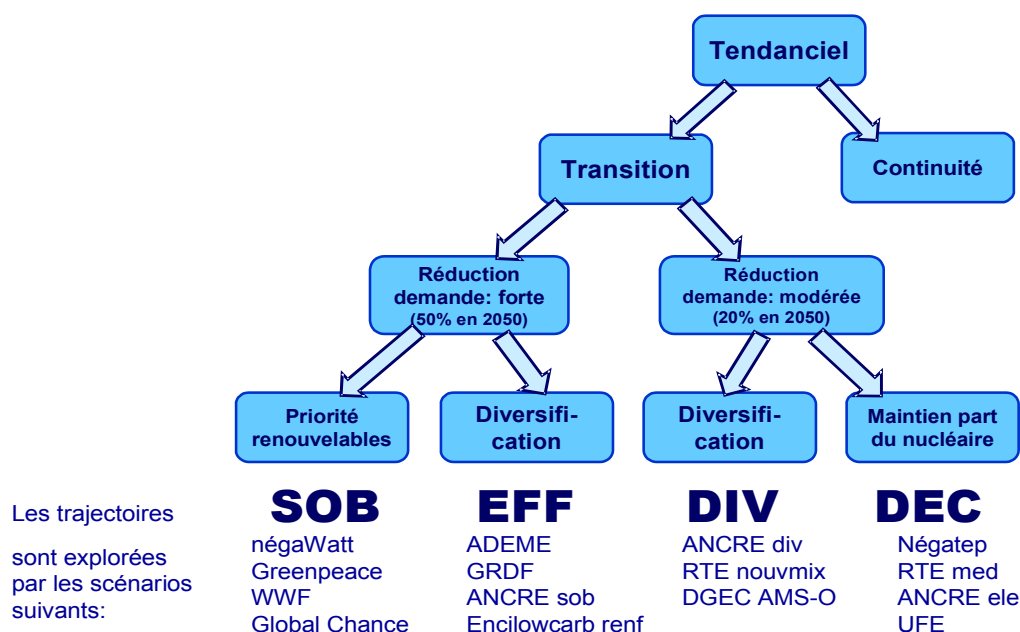 Tendanciel
Transition
Continuité
Réduction
demande: forte
(50% en 2050)
Réduction
demande: modérée
(20% en 2050)
Priorité
renouvelables
Diversifi-
cation
Diversifi-
cation
Maintien part
du nucléaire
Les trajectoires
sont explorées
par les scénarios
suivants:
SOB
négaWatt
Greenpeace
WWF
Global Chance
EFF
ADEME
GRDF
ANCRE sob
Encilowcarb renf
DIV
ANCRE div
RTE nouvmix
DGEC AMS-O
DEC
Négatep
RTE med
ANCRE ele
UFE